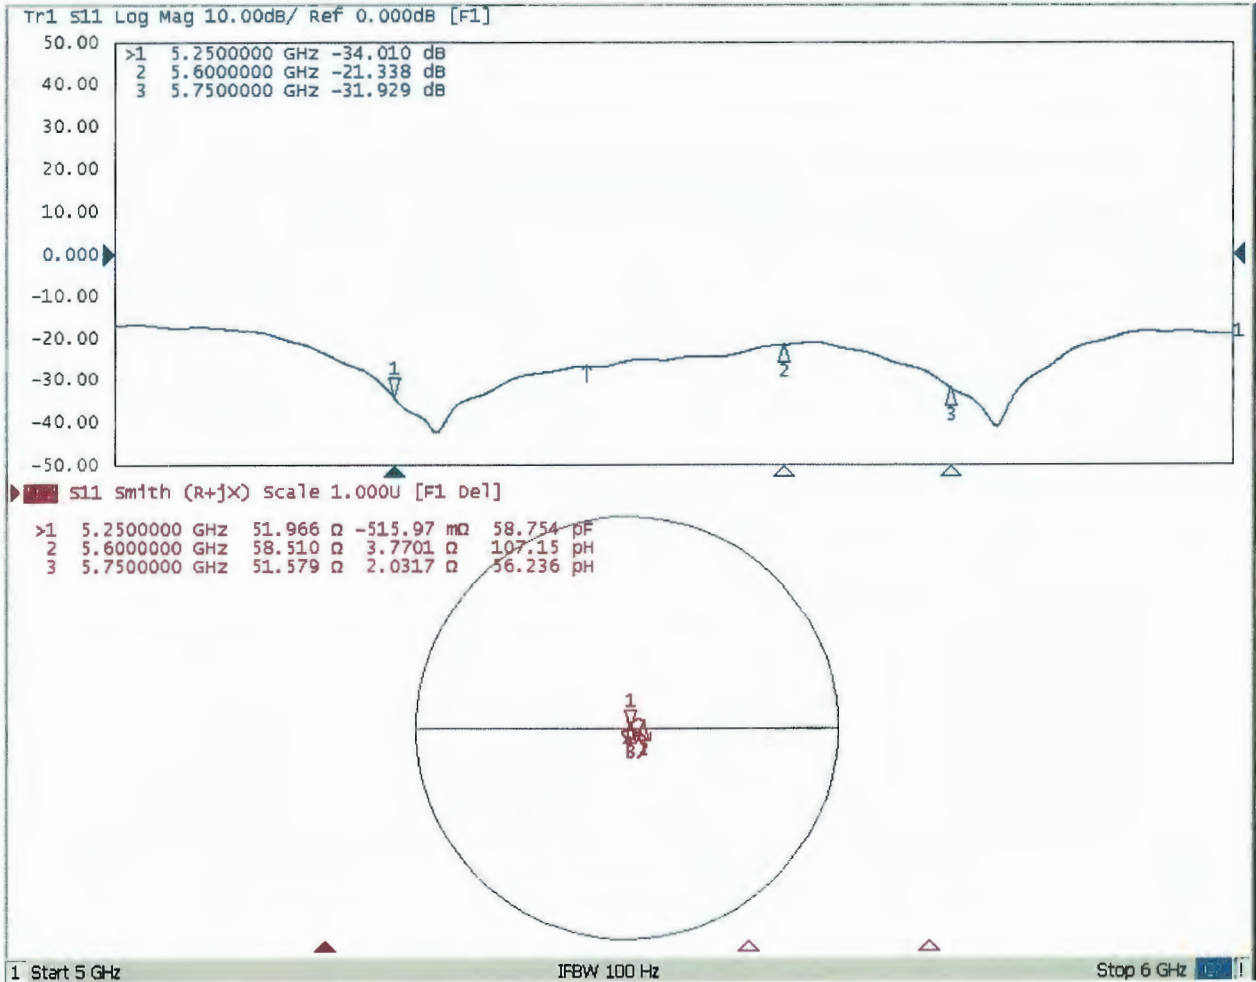 Tr1 S11 Log Mag 10.00dB/ Ref 0.000dB [F1]
50.00
>1 5.2500000 GHz -34.010 dB
2 5.6000000 GHz -21.338 dB
3 5.7500000 GHz -31.929 dB
40.00
30.00
20.00
10.00
0.000
-10.00
-20.00
1
1
-30.00
2
-40.00
3
-50.00
S11 Smith (R+jX) Scale 1.000U [F1 Del]
>1 5.2500000 GHz 51.966 Ω -515.97 mΩ 58.754 pF
2 5.6000000 GHz 58.510 Ω 3.7701 Ω 107.15 pH
3 5.7500000 GHz 51.579 Ω 2.0317 Ω 56.236 pH
1
1 Start 5 GHz IFBW 100 Hz Stop 6 GHz !